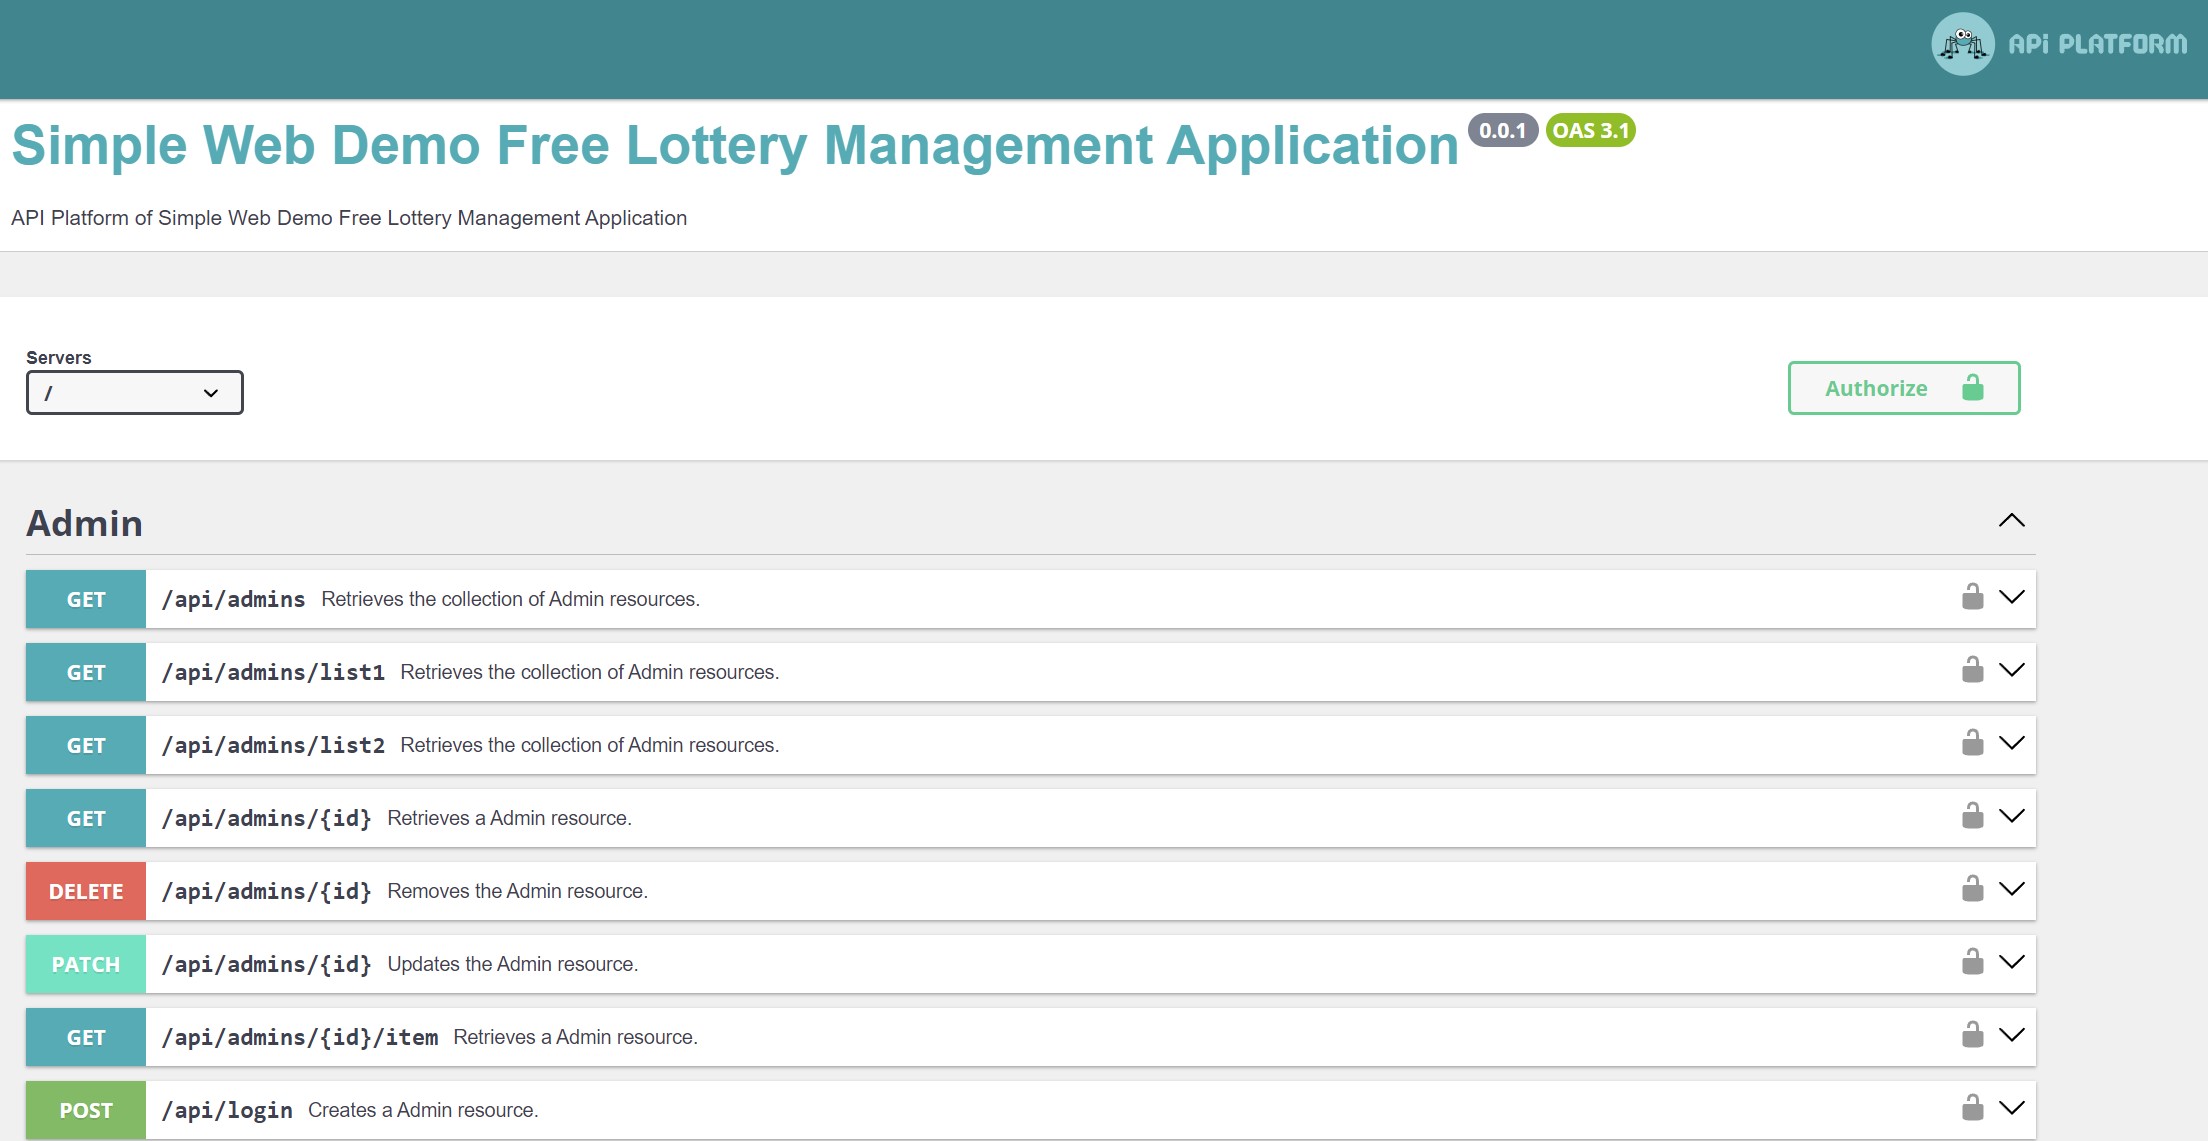 APi PLATFORM
Simple Web Demo Free Lottery Management Application 0.0.1 OAS 3.1
API Platform of Simple Web Demo Free Lottery Management Application
Servers
/
Authorize
Admin
GET /api/admins Retrieves the collection of Admin resources.
GET /api/admins/list1 Retrieves the collection of Admin resources.
GET /api/admins/list2 Retrieves the collection of Admin resources.
GET /api/admins/{id} Retrieves a Admin resource.
DELETE /api/admins/{id} Removes the Admin resource.
PATCH /api/admins/{id} Updates the Admin resource.
GET /api/admins/{id}/item Retrieves a Admin resource.
POST /api/login Creates a Admin resource.